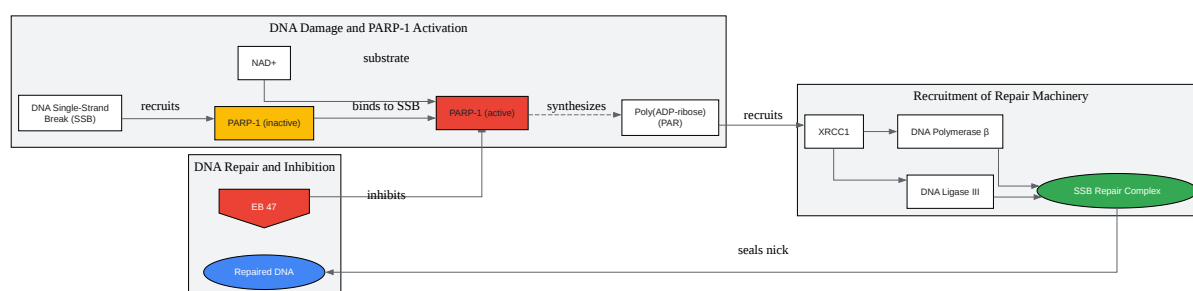 DNA Damage and PARP-1 Activation
NAD+
substrate
DNA Single-Strand
Break (SSB)
recruits
PARP-1 (inactive)
binds to SSB
PARP-1 (active)
synthesizes
Poly(ADP-ribose)
(PAR)
recruits
Recruitment of Repair Machinery
XRCC1
DNA Polymerase β
DNA Ligase III
SSB Repair Complex
DNA Repair and Inhibition
EB 47
inhibits
Repaired DNA
seals nick